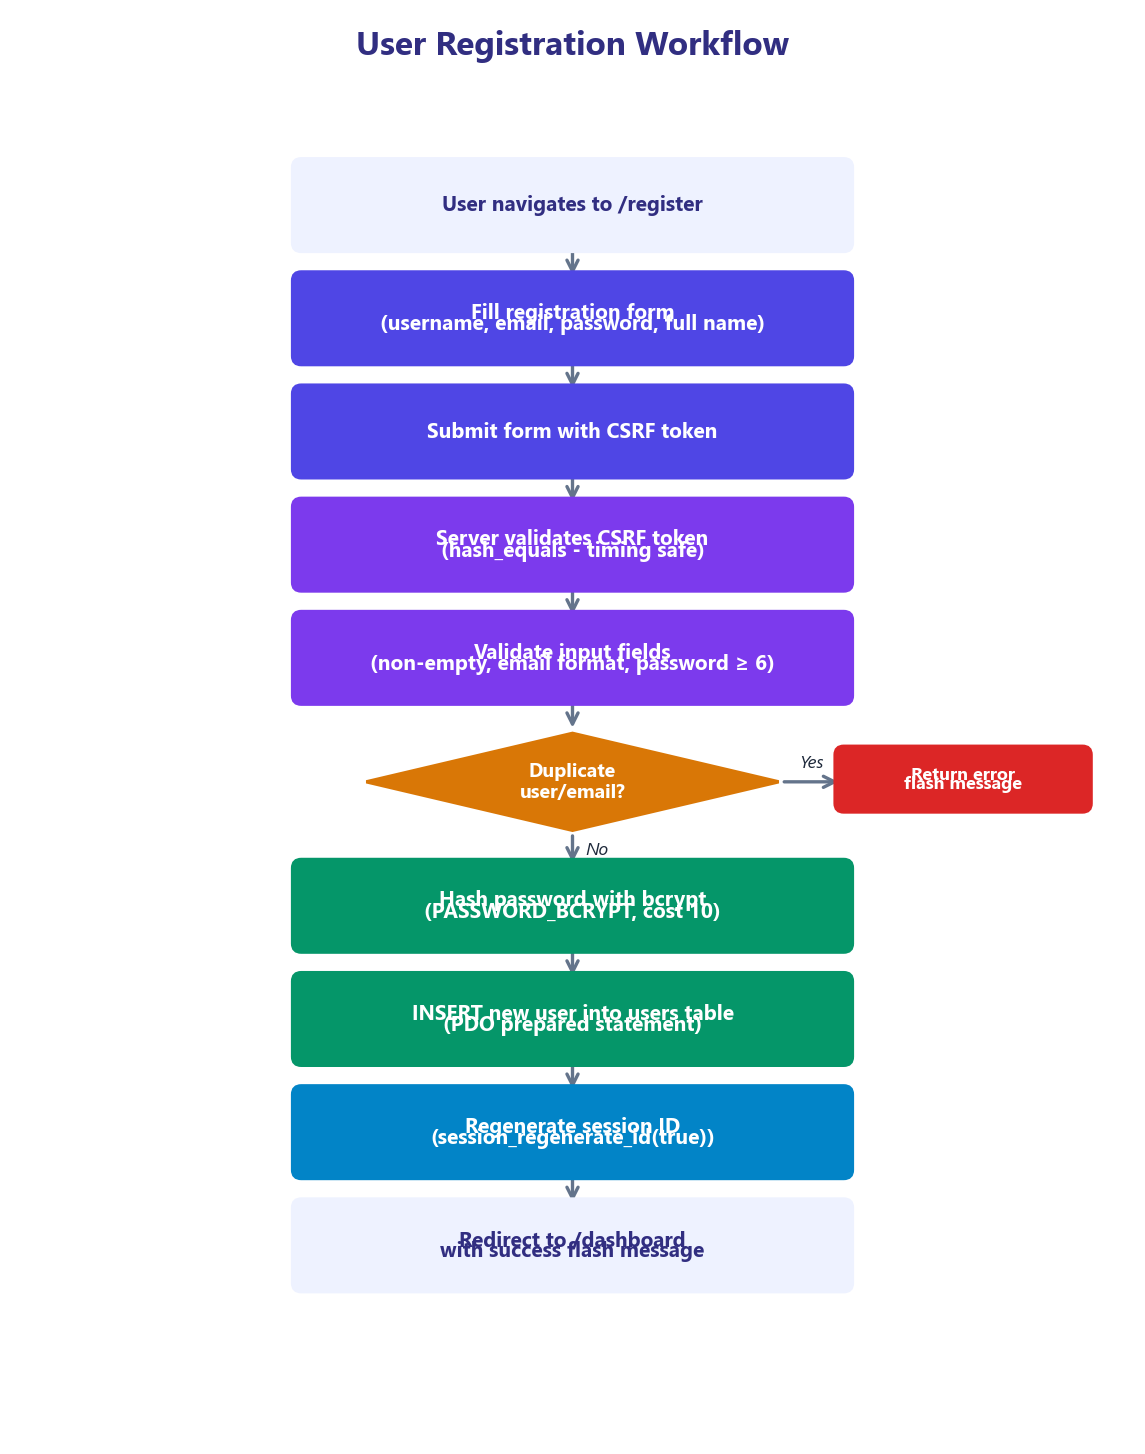 User Registration Workflow
User navigates to /register
Fill registration form
(username, email, password, full name)
Submit form with CSRF token
Server validates CSRF token
(hash_equals - timing safe)
Validate input fields
(non-empty, email format, password ≥ 6)
Duplicate
user/email?
Yes
Return error
flash message
No
Hash password with bcrypt
(PASSWORD_BCRYPT, cost 10)
INSERT new user into users table
(PDO prepared statement)
Regenerate session ID
(session_regenerate_id(true))
Redirect to /dashboard
with success flash message